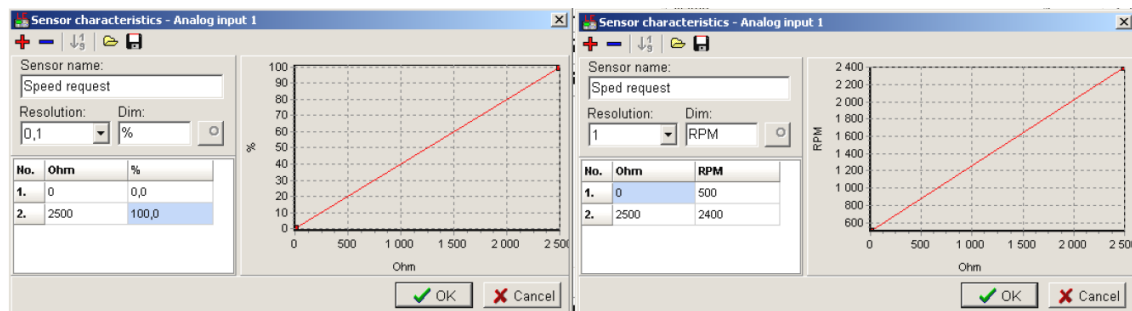 Sensor characteristics - Analog input 1
Sensor name:
Speed request
Resolution: Dim:
0,1 %
No. Ohm %
1. 0 0,0
2. 2500 100,0
100
90
80
70
60
50
40
30
20
10
0
%
0 500 1 000 1 500 2 000 2 500
Ohm
OK Cancel
Sensor characteristics - Analog input 1
Sensor name:
Sped request
Resolution: Dim:
1 RPM
No. Ohm RPM
1. 0 500
2. 2500 2400
2 400
2 200
2 000
1 800
1 600
1 400
1 200
1 000
800
600
RPM
0 500 1 000 1 500 2 000 2 500
Ohm
OK Cancel